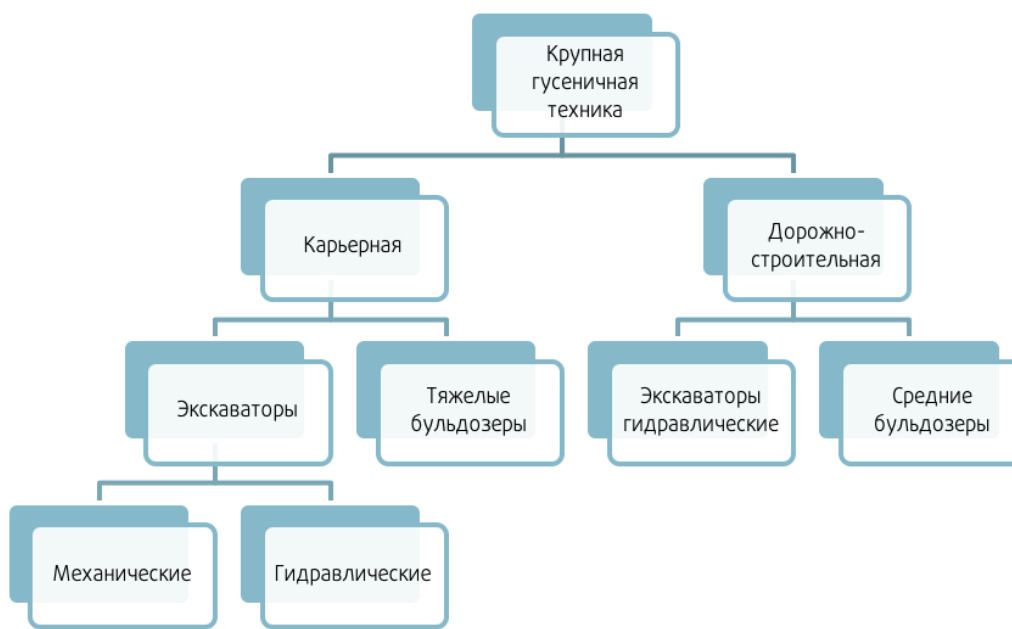 Крупная
гусеничная
техника
Карьерная
Дорожно-
строительная
Экскаваторы
Тяжелые
бульдозеры
Экскаваторы
гидравлические
Средние
бульдозеры
Механические
Гидравлические